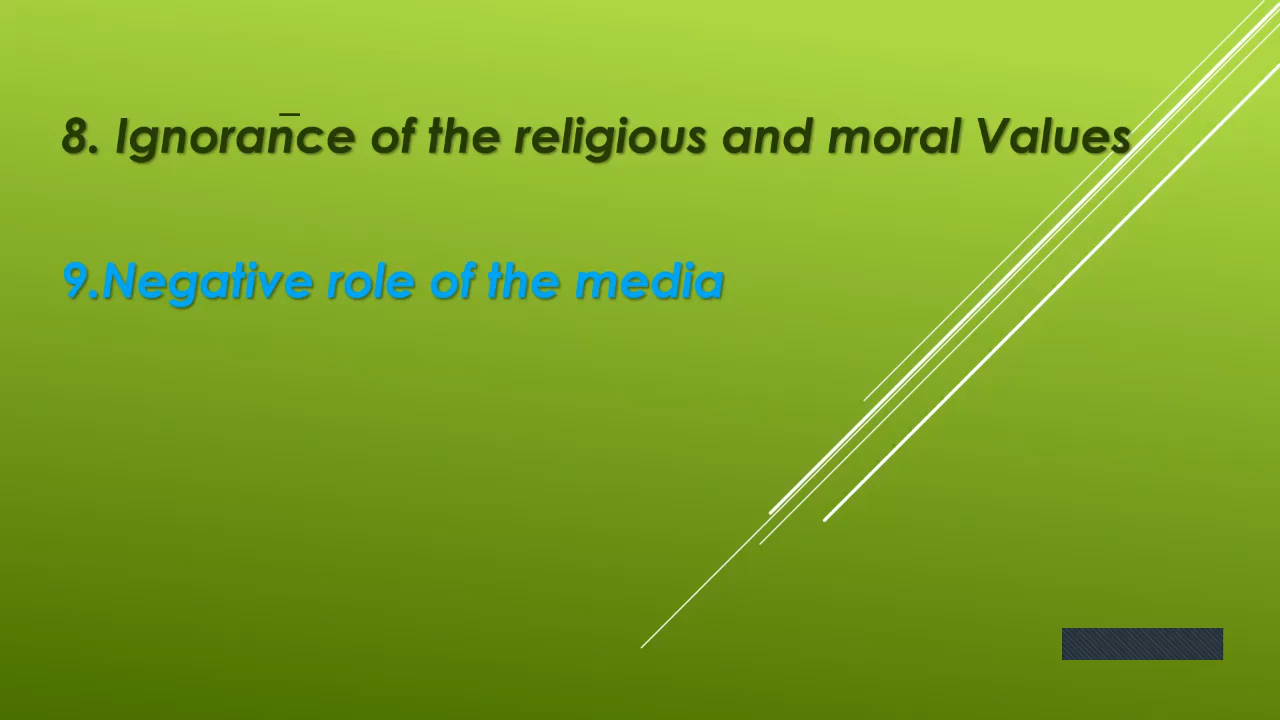 8. Ignorance of the religious and moral Values
9.Negative role of the media